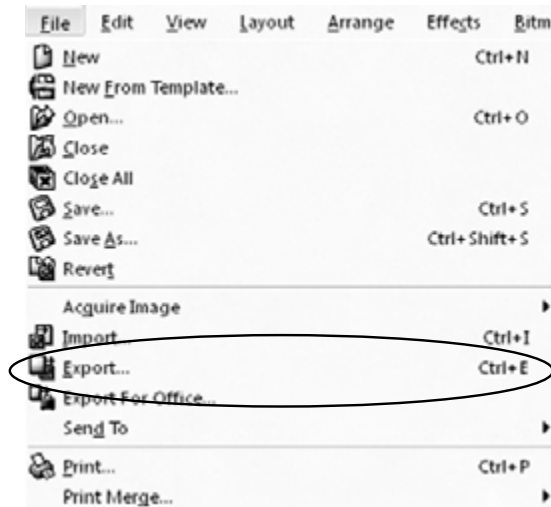 File Edit View Layout Arrange Effects Bitm
New Ctrl+N
New From Template...
Open... Ctrl+O
Close
Close All
Save... Ctrl+S
Save As... Ctrl+Shift+S
Revert
Acquire Image
Import... Ctrl+I
Export... Ctrl+E
Export For Office...
Send To
Print... Ctrl+P
Print Merge...